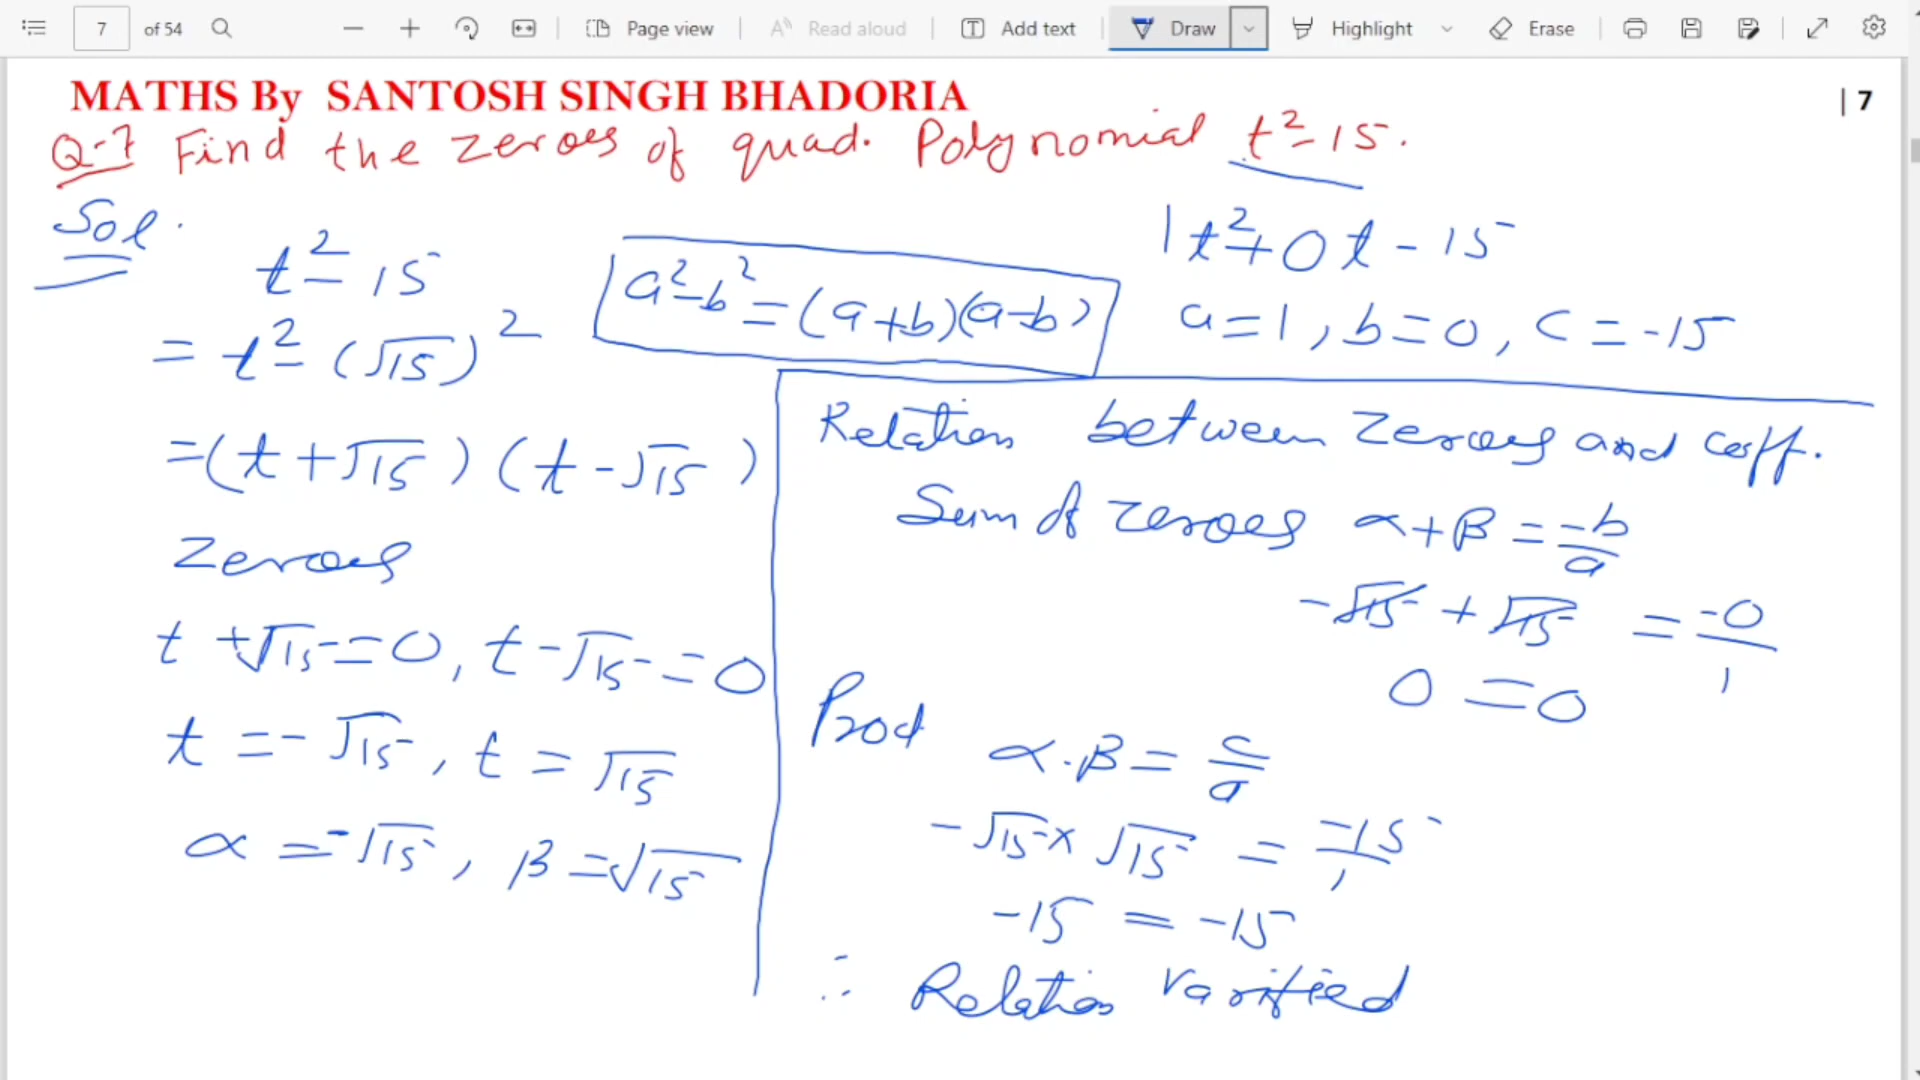 7 of 54 Page view Read aloud Add text Draw Highlight Erase
MATHS By SANTOSH SINGH BHADORIA | 7
Q-7 Find the zeroes of quad. Polynomial t²-15.
Sol.
t²-15
= t²-(√15)²
=(t+√15)(t-√15)
zeroes
t+√15=0, t-√15=0
t=-√15, t=√15
α=-√15, β=√15
a²-b²=(a+b)(a-b)
1t²+0t-15
a=1, b=0, c=-15
Relation between zeroes and coff.
Sum of zeroes α+β=-b/a
-√15+√15=-0/1
0=0
Prod α.β=c/a
-√15×√15=-15/1
-15=-15
∴ Relation varified